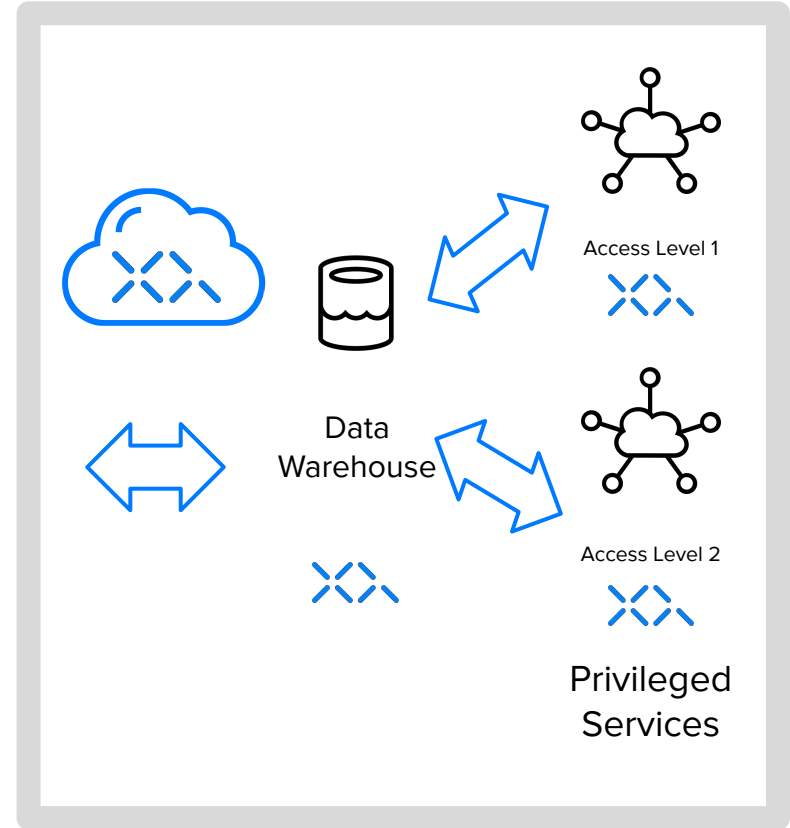 Access Level 1
Data
Warehouse
Access Level 2
Privileged
Services